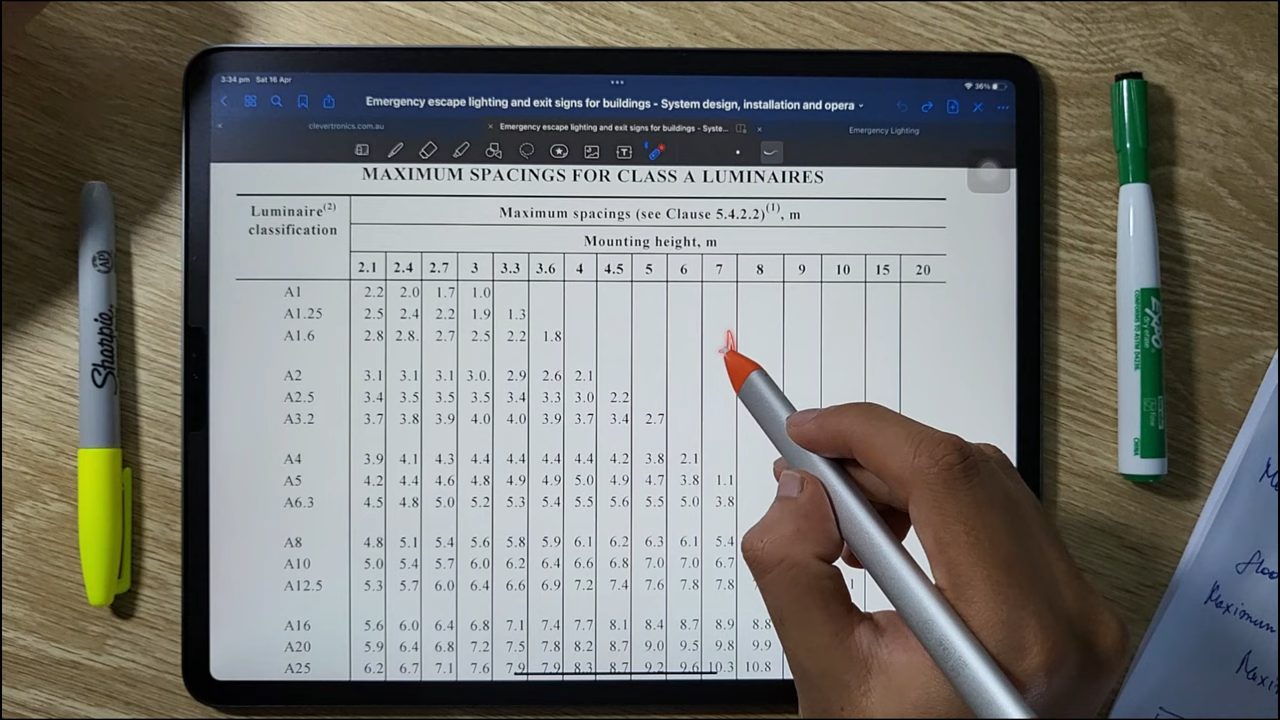 3:34 pm Sat 16 Apr
36%
Emergency escape lighting and exit signs for buildings - System design, installation and opera
clevertronics.com.au
Emergency escape lighting and exit signs for buildings - Syste...
Emergency Lighting
MAXIMUM SPACINGS FOR CLASS A LUMINAIRES
Luminaire(2) classification
Maximum spacings (see Clause 5.4.2.2)(1), m
Mounting height, m
2.1 2.4 2.7 3 3.3 3.6 4 4.5 5 6 7 8 9 10 15 20
A1 2.2 2.0 1.7 1.0
A1.25 2.5 2.4 2.2 1.9 1.3
A1.6 2.8 2.8. 2.7 2.5 2.2 1.8
A2 3.1 3.1 3.1 3.0. 2.9 2.6 2.1
A2.5 3.4 3.5 3.5 3.5 3.4 3.3 3.0 2.2
A3.2 3.7 3.8 3.9 4.0 4.0 3.9 3.7 3.4 2.7
A4 3.9 4.1 4.3 4.4 4.4 4.4 4.4 4.2 3.8 2.1
A5 4.2 4.4 4.6 4.8 4.9 4.9 5.0 4.9 4.7 3.8 1.1
A6.3 4.5 4.8 5.0 5.2 5.3 5.4 5.5 5.6 5.5 5.0 3.8
A8 4.8 5.1 5.4 5.6 5.8 5.9 6.1 6.2 6.3 6.1 5.4
A10 5.0 5.4 5.7 6.0 6.2 6.4 6.6 6.8 7.0 7.0 6.7
A12.5 5.3 5.7 6.0 6.4 6.6 6.9 7.2 7.4 7.6 7.8 7.8
A16 5.6 6.0 6.4 6.8 7.1 7.4 7.7 8.1 8.4 8.7 8.9 8.8
A20 5.9 6.4 6.8 7.2 7.5 7.8 8.2 8.7 9.0 9.5 9.8 9.9
A25 6.2 6.7 7.1 7.6 7.9 7.9 8.3 8.7 9.2 9.6 10.3 10.8
Sharpie
EXPO
CHINA
Maximum